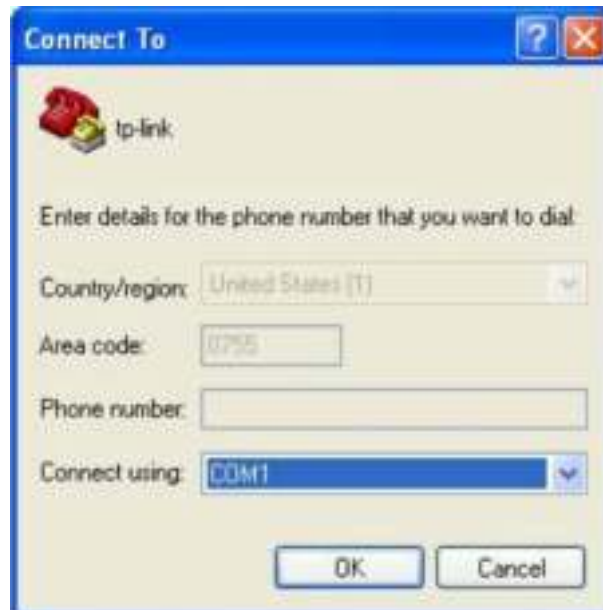 Connect To
tp-link
Enter details for the phone number that you want to dial:
Country/region: United States (1)
Area code: 0755
Phone number:
Connect using: COM1
OK Cancel